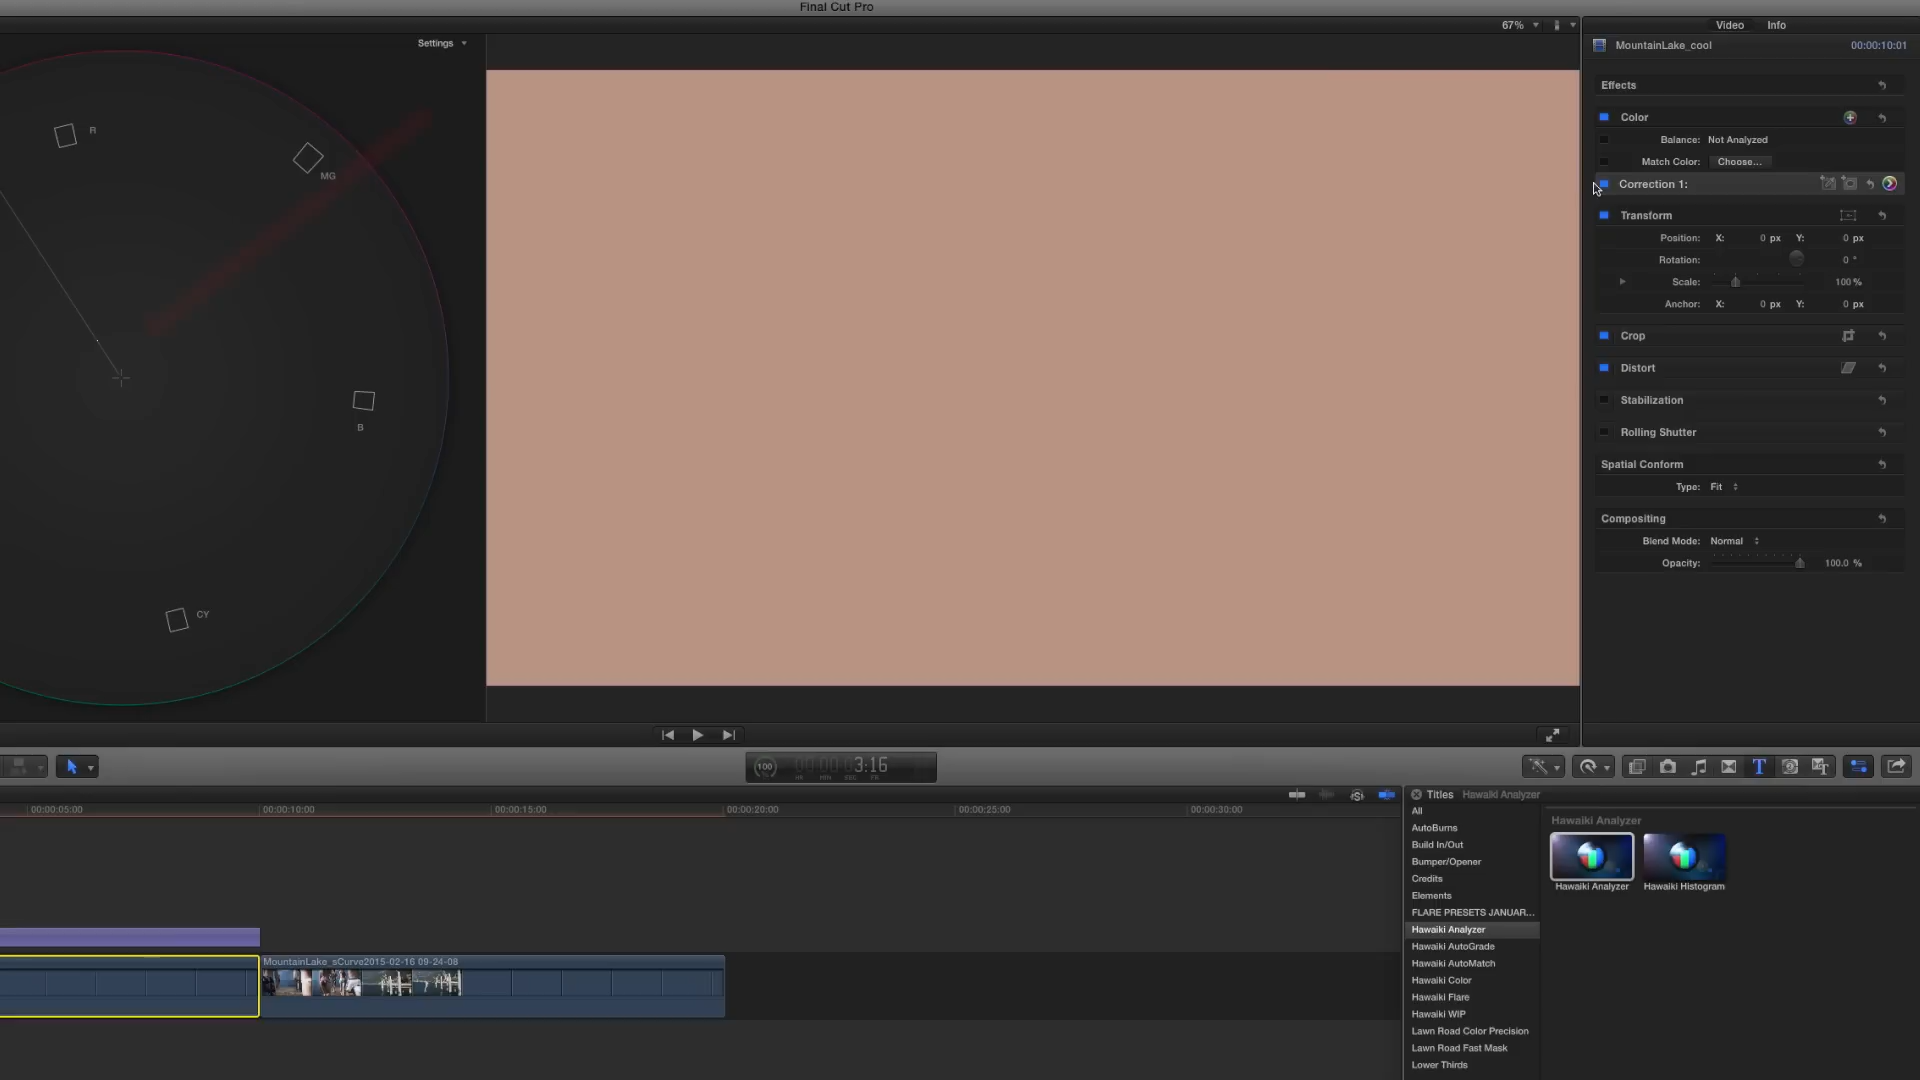 Final Cut Pro
Settings
67%
Video Info
MountainLake_cool 00:00:10:01
Effects
Color
Balance: Not Analyzed
Match Color: Choose...
Correction 1:
Transform
Position: X: 0 px Y: 0 px
Rotation: 0 °
Scale: 100 %
Anchor: X: 0 px Y: 0 px
Crop
Distort
Stabilization
Rolling Shutter
Spatial Conform
Type: Fit
Compositing
Blend Mode: Normal
Opacity: 100.0 %
R
MG
B
CY
100 3:16
HR MIN SEC FR
00:00:05:00 00:00:10:00 00:00:15:00 00:00:20:00 00:00:25:00 00:00:30:00
MountainLake_sCurve2015-02-16 09-24-08
Titles Hawaiki Analyzer
All
AutoBurns
Build In/Out
Bumper/Opener
Credits
Elements
FLARE PRESETS JANUAR...
Hawaiki Analyzer
Hawaiki AutoGrade
Hawaiki AutoMatch
Hawaiki Color
Hawaiki Flare
Hawaiki WIP
Lawn Road Color Precision
Lawn Road Fast Mask
Lower Thirds
Hawaiki Analyzer
Hawaiki Analyzer Hawaiki Histogram